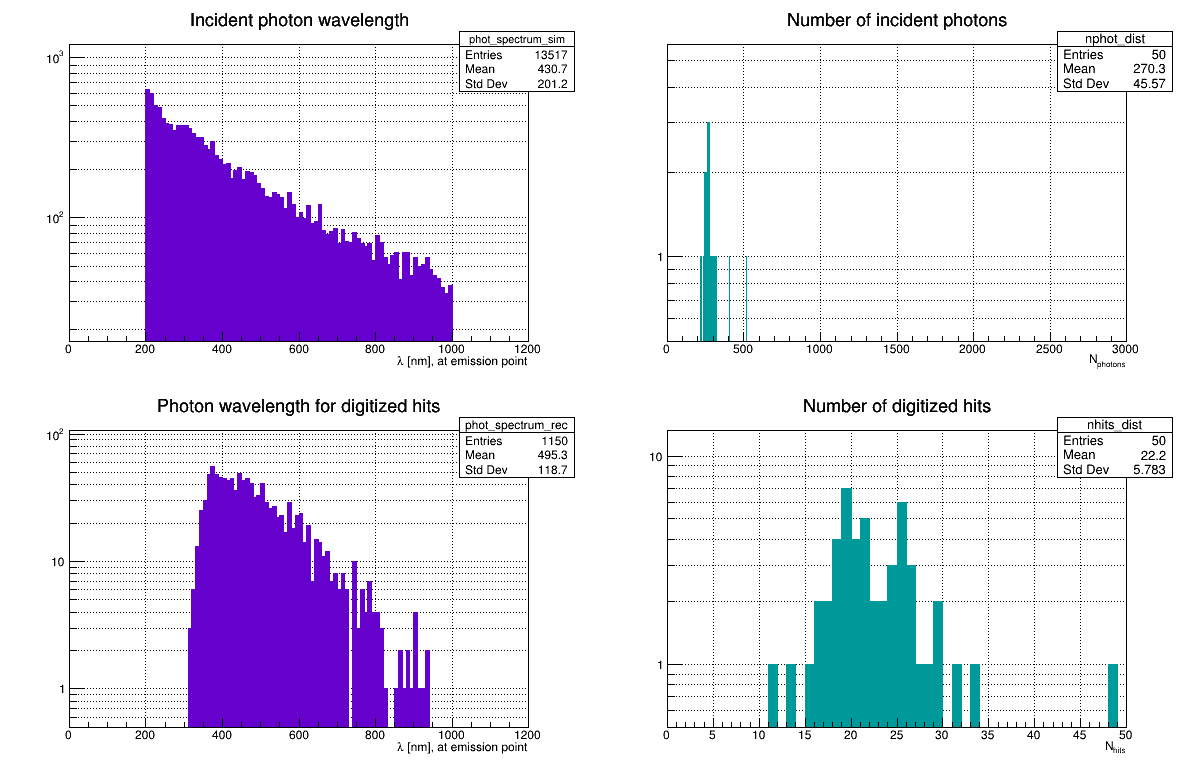 Incident photon wavelength
phot_spectrum_sim
Entries 13517
Mean 430.7
Std Dev 201.2
10³
10²
0 200 400 600 800 1000 1200
λ [nm], at emission point
Number of incident photons
nphot_dist
Entries 50
Mean 270.3
Std Dev 45.57
1
0 500 1000 1500 2000 2500 3000
N_photons
Photon wavelength for digitized hits
phot_spectrum_rec
Entries 1150
Mean 495.3
Std Dev 118.7
10²
10
1
0 200 400 600 800 1000 1200
λ [nm], at emission point
Number of digitized hits
nhits_dist
Entries 50
Mean 22.2
Std Dev 5.783
10
1
0 5 10 15 20 25 30 35 40 45 50
N_hits